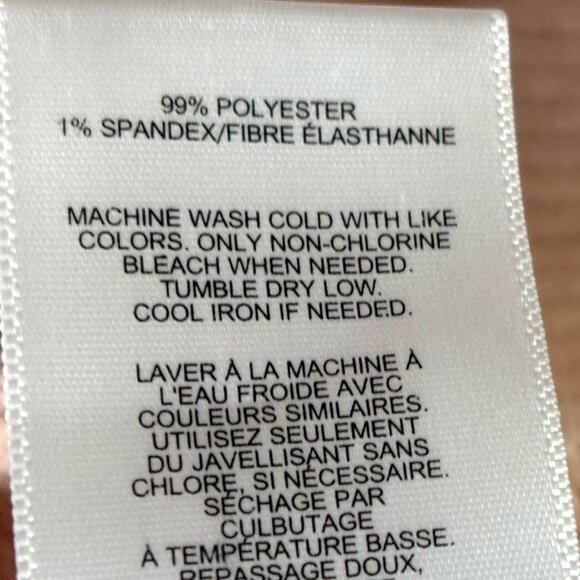 99% POLYESTER
1% SPANDEX/FIBRE ÉLASTHANNE
MACHINE WASH COLD WITH LIKE
COLORS. ONLY NON-CHLORINE
BLEACH WHEN NEEDED.
TUMBLE DRY LOW.
COOL IRON IF NEEDED.
LAVER À LA MACHINE À
L'EAU FROIDE AVEC
COULEURS SIMILAIRES.
UTILISEZ SEULEMENT
DU JAVELLISANT SANS
CHLORE, SI NÉCESSAIRE.
SÉCHAGE PAR
CULBUTAGE
À TEMPÉRATURE BASSE.
REPASSAGE DOUX,